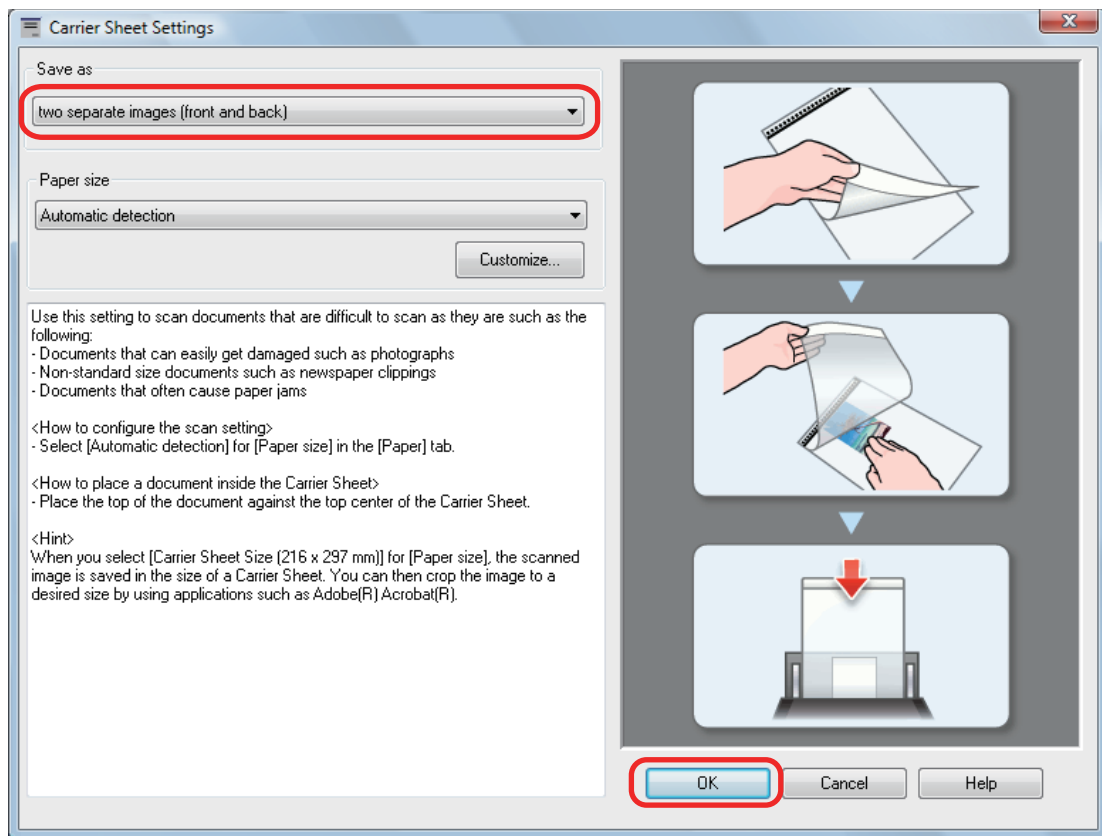 Carrier Sheet Settings
Save as
two separate images (front and back)
Paper size
Automatic detection
Customize...
Use this setting to scan documents that are difficult to scan as they are such as the
following:
- Documents that can easily get damaged such as photographs
- Non-standard size documents such as newspaper clippings
- Documents that often cause paper jams
<How to configure the scan setting>
- Select [Automatic detection] for [Paper size] in the [Paper] tab.
<How to place a document inside the Carrier Sheet>
- Place the top of the document against the top center of the Carrier Sheet.
<Hint>
When you select [Carrier Sheet Size (216 x 297 mm)] for [Paper size], the scanned
image is saved in the size of a Carrier Sheet. You can then crop the image to a
desired size by using applications such as Adobe(R) Acrobat(R).
OK
Cancel
Help